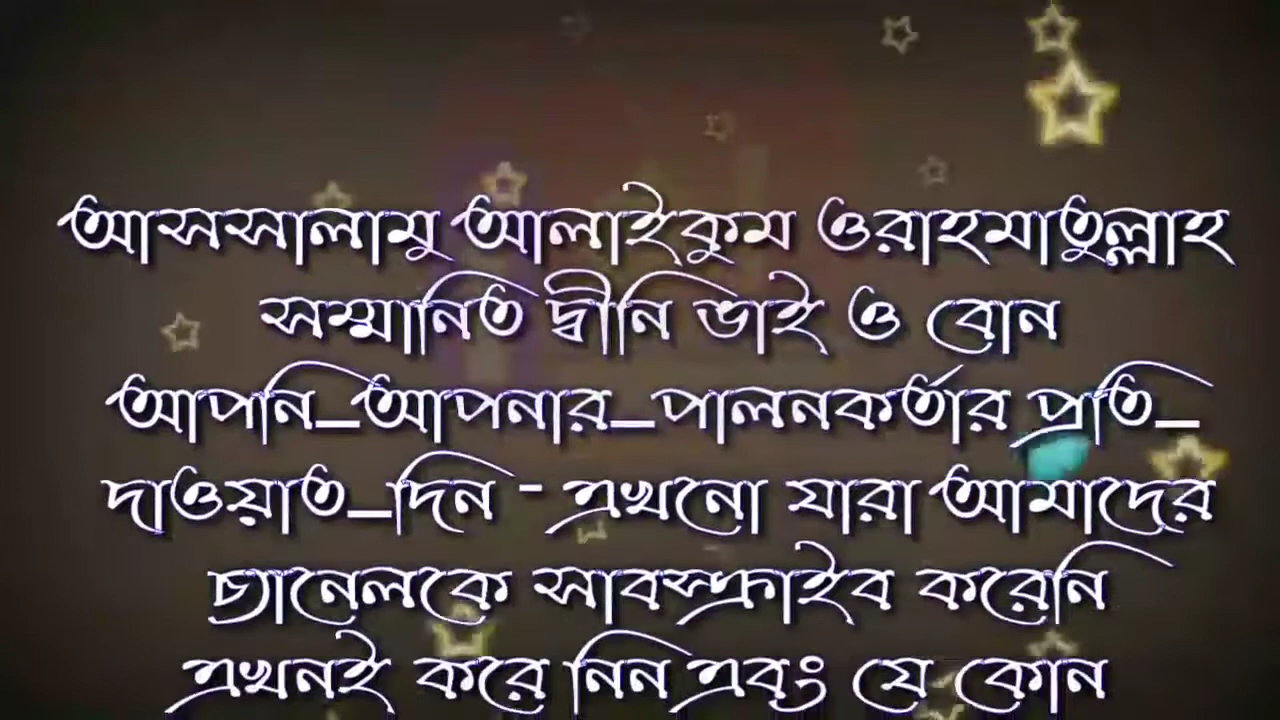 আসসালামু আলাইকুম ওরাহমাতুল্লাহ
সম্মানিত দ্বীনি ভাই ও বোন
আপনি_আপনার_পালনকর্তার প্রতি_
দাওয়াত_দিন - এখনো যারা আমাদের
চ্যানেলকে সাবস্ক্রাইব করেনি
এখনই করে নিন এবং যে কোন